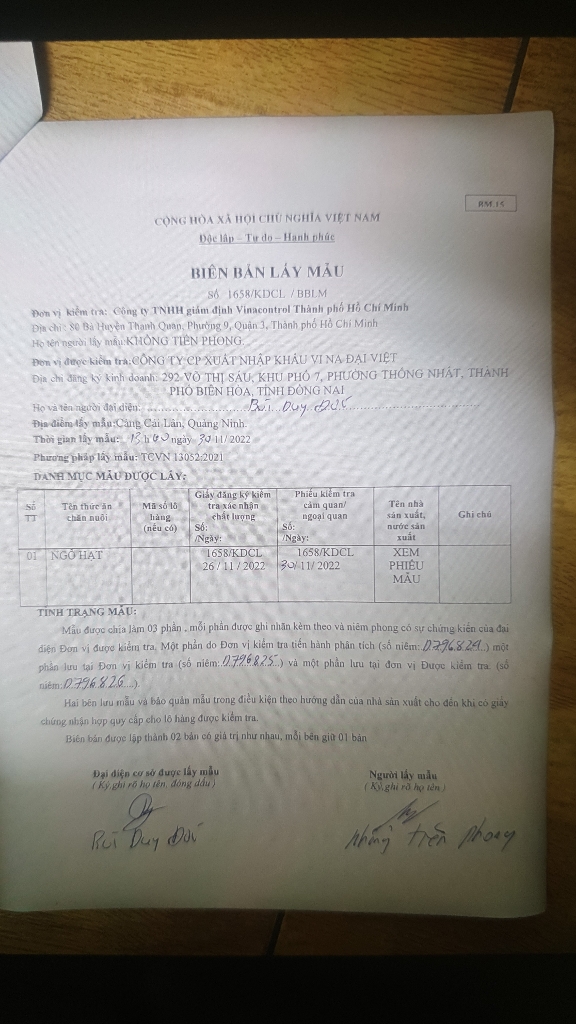 RM.15
CỘNG HÒA XÃ HỘI CHỦ NGHĨA VIỆT NAM
Độc lập – Tự do – Hạnh phúc
BIÊN BẢN LẤY MẪU
Số : 1658/KDCL / BBLM
Đơn vị kiểm tra: Công ty TNHH giám định Vinacontrol Thành phố Hồ Chí Minh
Địa chỉ: 80 Bà Huyện Thanh Quan, Phường 9, Quận 3, Thành phố Hồ Chí Minh
Họ tên người lấy mẫu: KHÔNG TIẾN PHONG
Đơn vị được kiểm tra: CÔNG TY CP XUẤT NHẬP KHẨU VI NA ĐẠI VIỆT
Địa chỉ đăng ký kinh doanh: 292 VÕ THỊ SÁU, KHU PHỐ 7, PHƯỜNG THỐNG NHẤT, THÀNH
PHỐ BIÊN HÒA, TỈNH ĐỒNG NAI
Họ và tên người đại diện: Bùi Duy
Địa điểm lấy mẫu: Cảng Cái Lân, Quảng Ninh.
Thời gian lấy mẫu: 15 h 00 ngày 30/11/2022
Phương pháp lấy mẫu: TCVN 13052:2021
DANH MỤC MẪU ĐƯỢC LẤY:
Số TT Tên thức ăn chăn nuôi Mã số lô hàng (nếu có) Giấy đăng ký kiểm tra xác nhận chất lượng Số: /Ngày: Phiếu kiểm tra cảm quan/ ngoại quan Số: /Ngày: Tên nhà sản xuất, nước sản xuất Ghi chú
01 NGÔ HẠT 1658/KDCL 26 / 11 / 2022 1658/KDCL 30/ 11/ 2022 XEM PHIẾU MẪU
TÌNH TRẠNG MẪU:
Mẫu được chia làm 03 phần , mỗi phần được ghi nhãn kèm theo và niêm phong có sự chứng kiến của đại
diện Đơn vị được kiểm tra. Một phần do Đơn vị kiểm tra tiến hành phân tích (số niêm: 0796824) một
phần lưu tại Đơn vị kiểm tra (số niêm: 0796825) và một phần lưu tại đơn vị Được kiểm tra (số
niêm: 0796826...)
Hai bên lưu mẫu và bảo quản mẫu trong điều kiện theo hướng dẫn của nhà sản xuất cho đến khi có giấy
chứng nhận hợp quy cấp cho lô hàng được kiểm tra.
Biên bản được lập thành 02 bản có giá trị như nhau, mỗi bên giữ 01 bản
Đại diện cơ sở được lấy mẫu Người lấy mẫu
( Ký,ghi rõ họ tên, đóng dấu ) ( Ký,ghi rõ họ tên )
Bùi Duy Không Tiến Phong